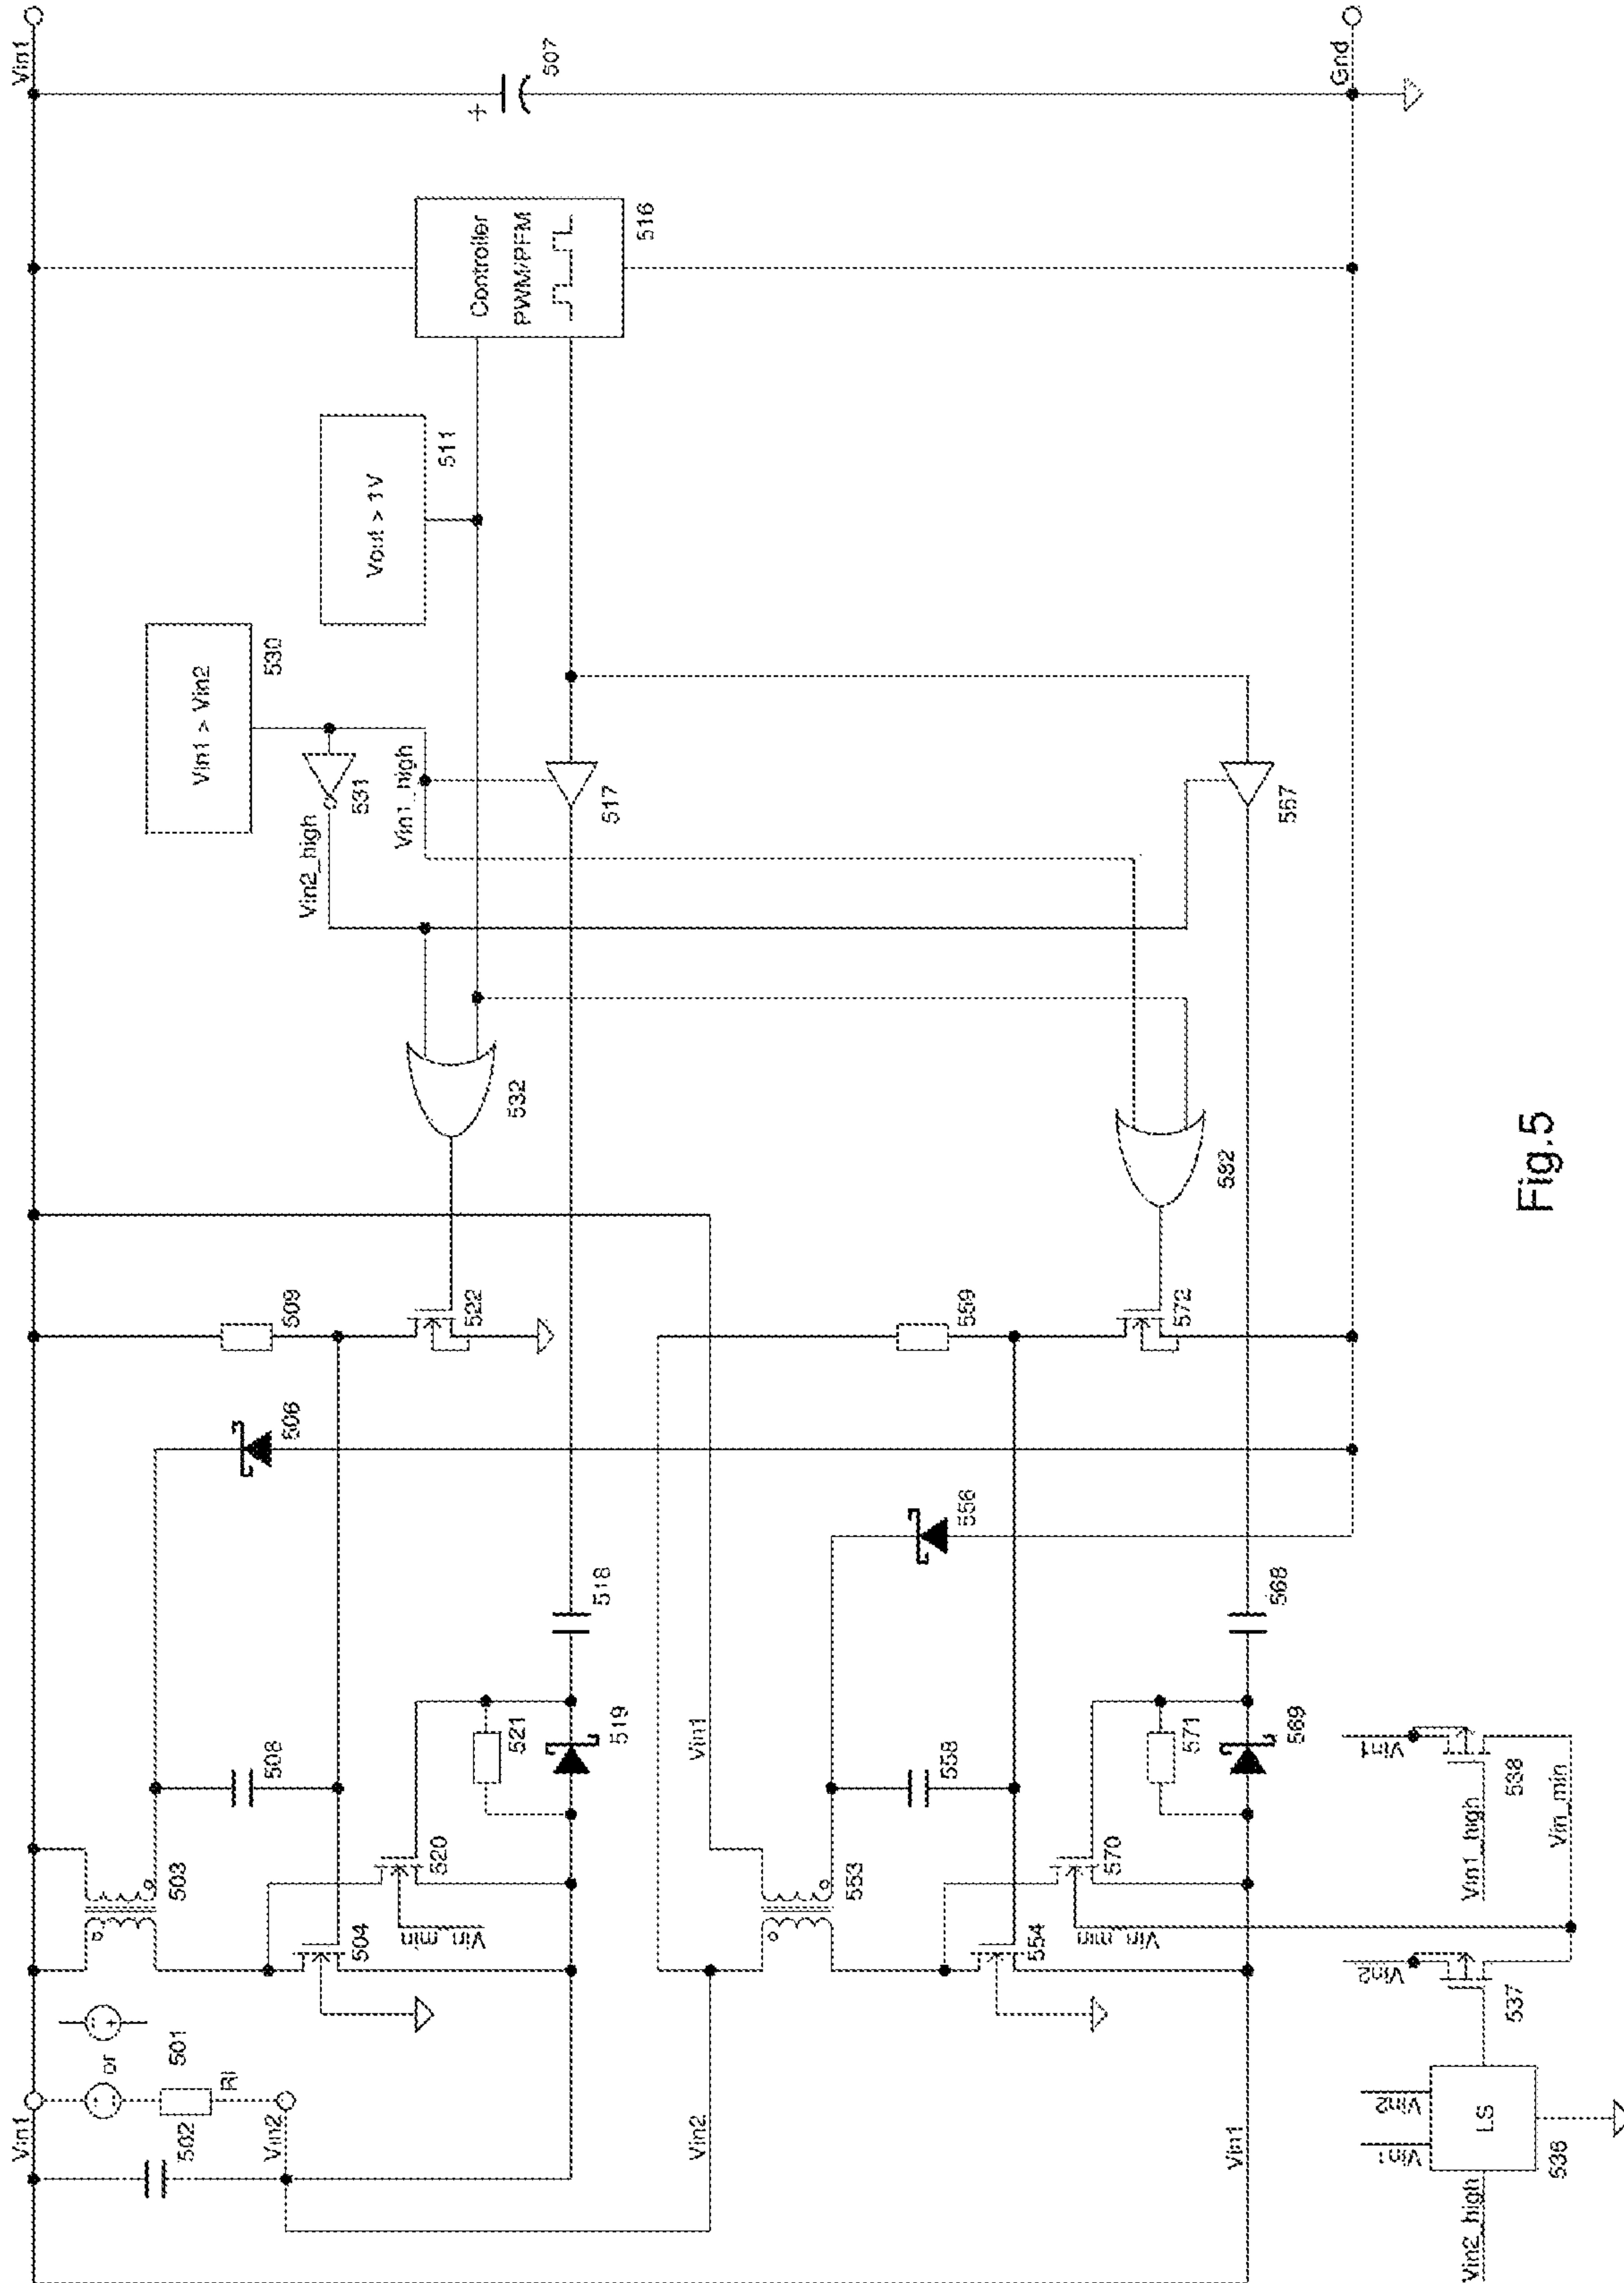 Vin1
Vin1
or
501
Ri
502
Vin2
503
508
506
509
504
520
Vin_min
521
519
518
522
532
Vin2_high
531
Vin1 > Vin2
530
Vin1_high
517
Vout > 1V
511
Controller
PWM/PFM
516
507
Vin2
Vin1
553
558
556
559
554
570
Vin_min
571
569
568
572
582
567
Vin1
Gnd
Vin2_high
Vin1
Vin2
LS
536
Vin2
537
Vin1_high
Vin1
538
Vin_min
Fig.5